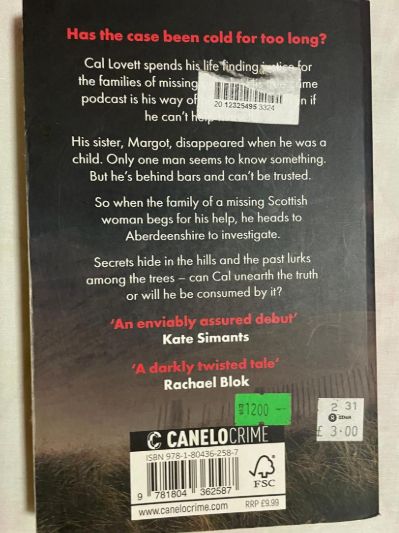 Has the case been cold for too long?
Cal Lovett spends his life finding justice for
the families of missing
podcast is his way of
he can't help
20 12325495 3324
His sister, Margot, disappeared when he was a
child. Only one man seems to know something.
But he's behind bars and can't be trusted.
So when the family of a missing Scottish
woman begs for his help, he heads to
Aberdeenshire to investigate.
Secrets hide in the hills and the past lurks
among the trees – can Cal unearth the truth
or will he be consumed by it?
'An enviably assured debut'
Kate Simants
'A darkly twisted tale'
Rachael Blok
1200
2 31
£ 3.00
CANELOCRIME
ISBN 978-1-80436-258-7
9 781804 362587
FSC
www.canelocrime.com
RRP £9.99